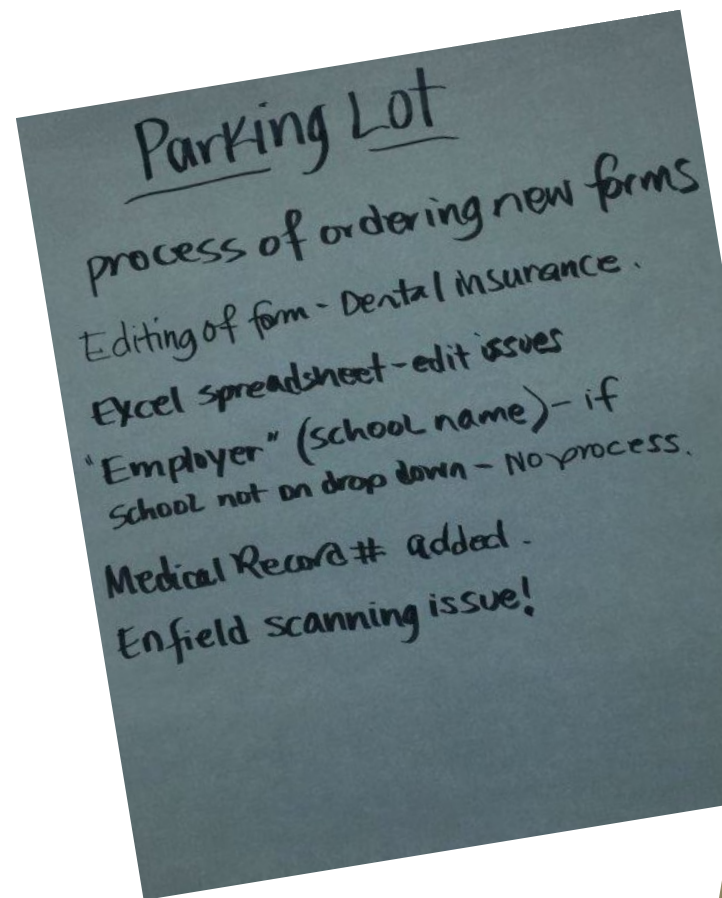 Parking Lot
process of ordering new forms
Editing of form - Dental insurance.
Excel spreadsheet - edit issues
"Employer" (school name) - if
school not on drop down - No process.
Medical Record # added.
Enfield scanning issue!